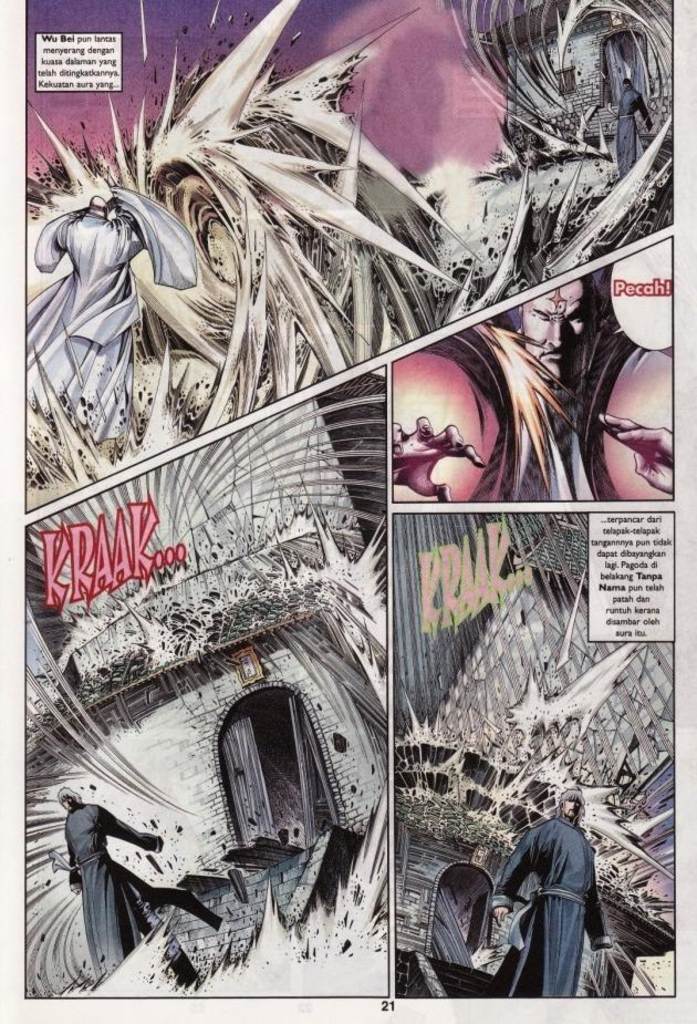 Wu Bei pun lantas
menyerang dengan
kuasa dalaman yang
telah ditingkatkannya.
Kekuatan aura yang...
Pecah!
KRAAK...
KRAAK...
...terpancar dari
telapak-telapak
tangannnya pun tidak
dapat dibayangkan
lagi. Pagoda di
belakang Tanpa
Nama pun telah
patah dan
runtuh kerana
disambar oleh
aura itu.
21